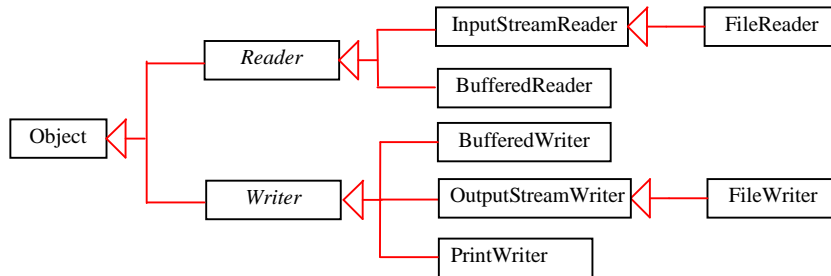 InputStreamReader
FileReader
Reader
BufferedReader
Object
BufferedWriter
Writer
OutputStreamWriter
FileWriter
PrintWriter